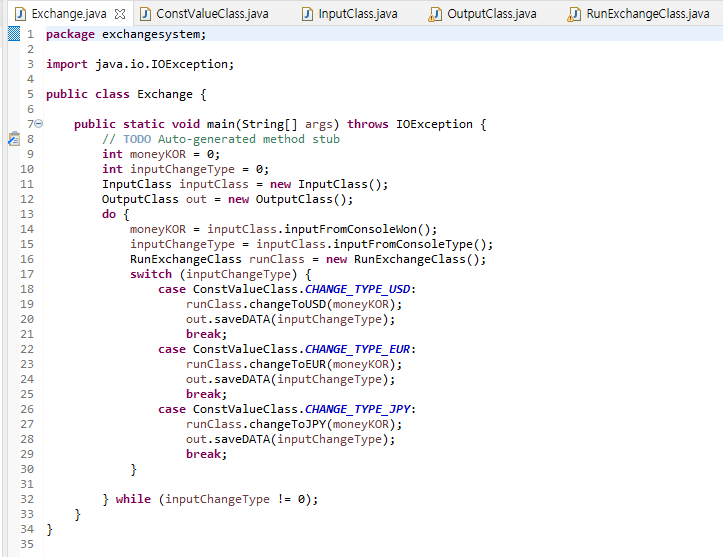 Exchange.java ConstValueClass.java InputClass.java OutputClass.java RunExchangeClass.java
1 package exchangesystem;
2
3 import java.io.IOException;
4
5 public class Exchange {
6
7 public static void main(String[] args) throws IOException {
8 // TODO Auto-generated method stub
9 int moneyKOR = 0;
10 int inputChangeType = 0;
11 InputClass inputClass = new InputClass();
12 OutputClass out = new OutputClass();
13 do {
14 moneyKOR = inputClass.inputFromConsoleWon();
15 inputChangeType = inputClass.inputFromConsoleType();
16 RunExchangeClass runClass = new RunExchangeClass();
17 switch (inputChangeType) {
18 case ConstValueClass.CHANGE_TYPE_USD:
19 runClass.changeToUSD(moneyKOR);
20 out.saveDATA(inputChangeType);
21 break;
22 case ConstValueClass.CHANGE_TYPE_EUR:
23 runClass.changeToEUR(moneyKOR);
24 out.saveDATA(inputChangeType);
25 break;
26 case ConstValueClass.CHANGE_TYPE_JPY:
27 runClass.changeToJPY(moneyKOR);
28 out.saveDATA(inputChangeType);
29 break;
30 }
31
32 } while (inputChangeType != 0);
33 }
34 }
35